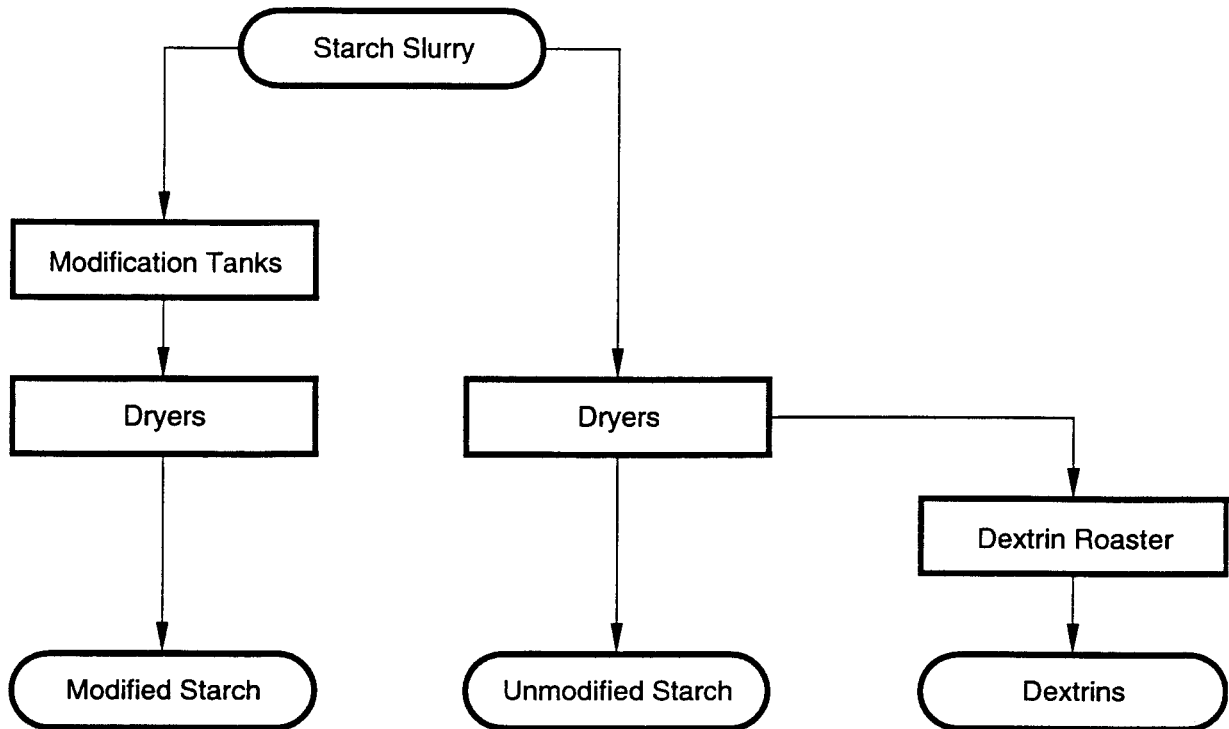 Starch Slurry
Modification Tanks
Dryers
Dryers
Dextrin Roaster
Modified Starch
Unmodified Starch
Dextrins